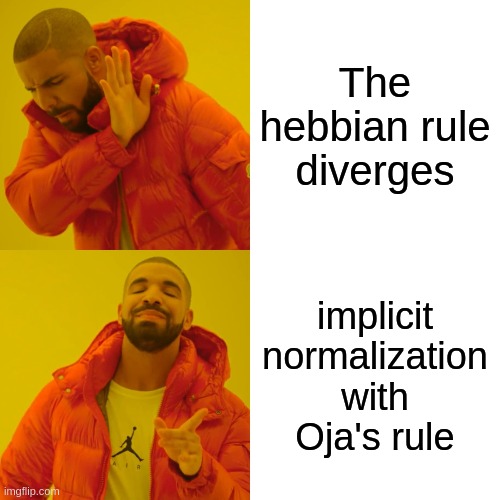 The
hebbian rule
diverges
implicit
normalization
with
Oja's rule
imgflip.com